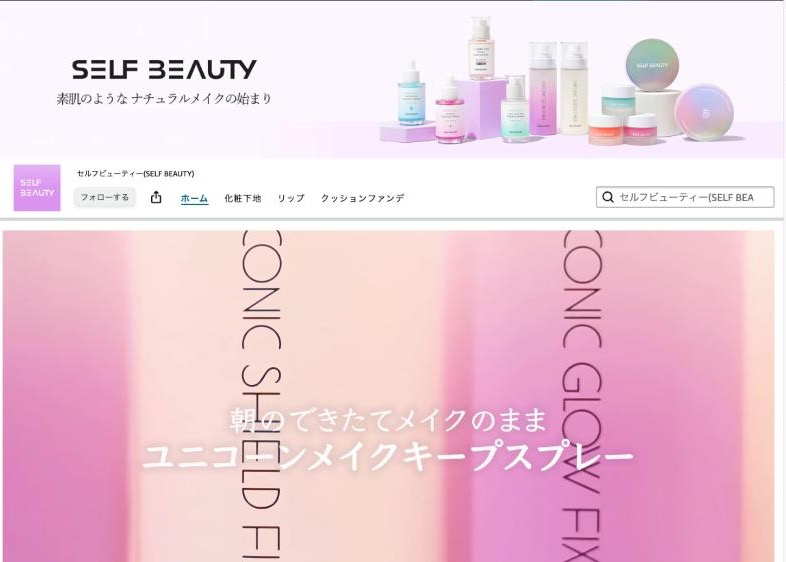 SELF BEAUTY
素肌のような ナチュラルメイクの始まり
SELF BEAUTY
SELF
BEAUTY
セルフビューティー(SELF BEAUTY)
フォローする
ホーム
化粧下地
リップ
クッションファンデ
セルフビューティー(SELF BEA
CONIC SHIELD FI
CONIC GLOW FIX
朝のできたてメイクのまま
ユニコーンメイクキープスプレー